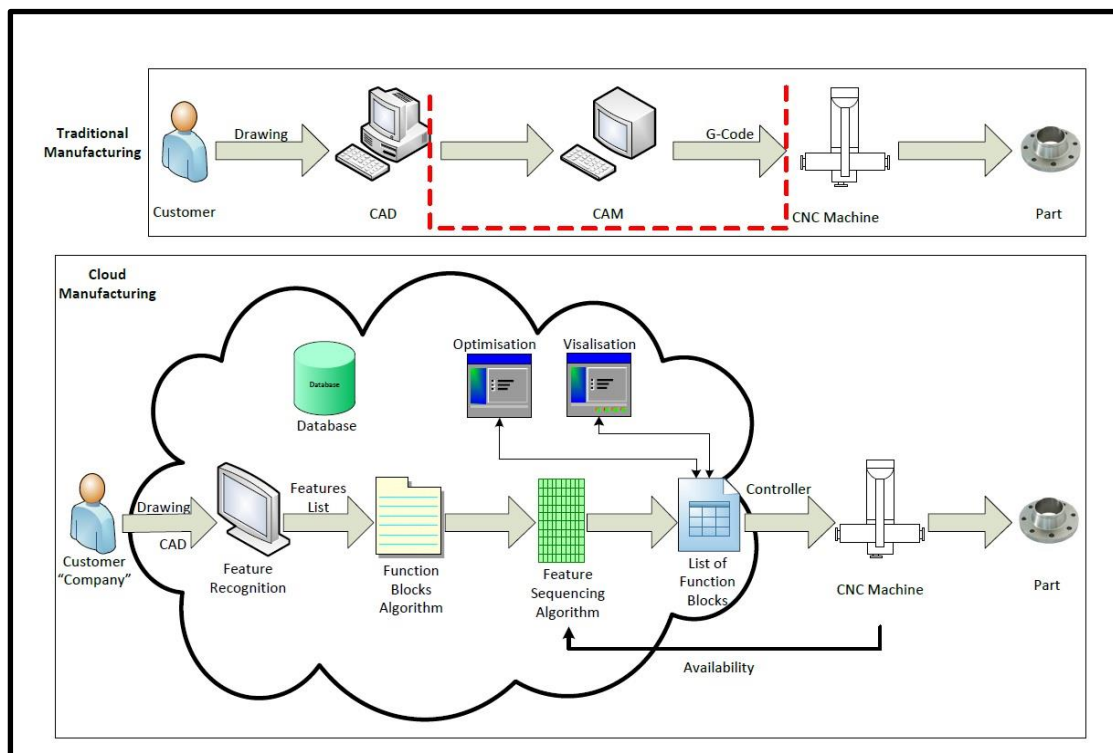 Traditional
Manufacturing
Drawing
G-Code
Customer
CAD
CAM
CNC Machine
Part
Cloud
Manufacturing
Optimisation
Visalisation
Database
Database
Drawing
CAD
Features
List
Controller
Customer
“Company”
Feature
Recognition
Function
Blocks
Algorithm
Feature
Sequencing
Algorithm
List of
Function
Blocks
CNC Machine
Part
Availability